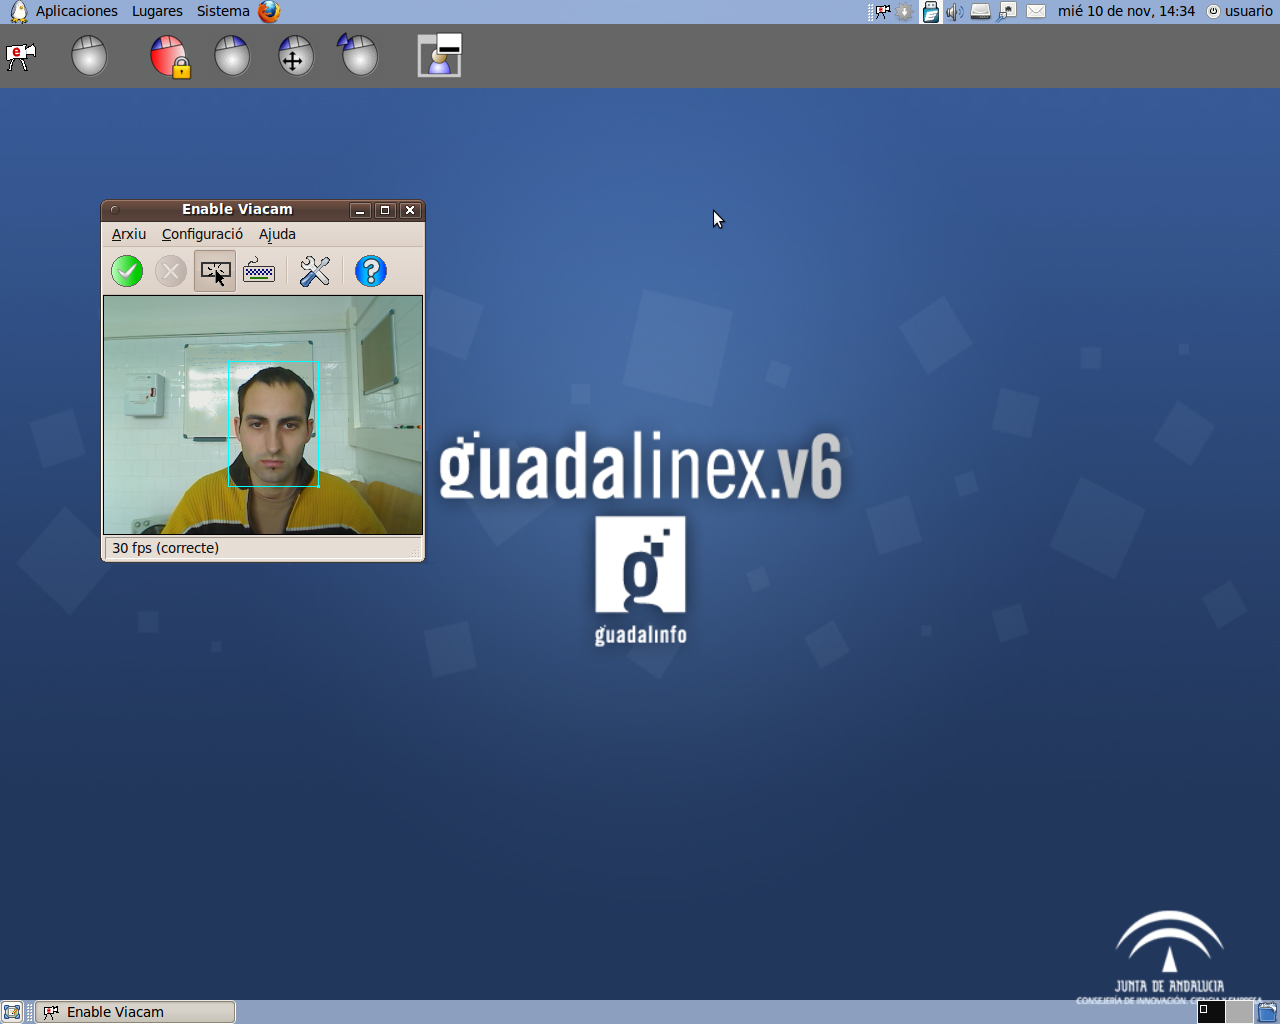 Aplicaciones Lugares Sistema mié 10 de nov, 14:34 usuario
e
Enable Viacam
Arxiu Configuració Ajuda
30 fps (correcte)
guadalinex.v6
g
guadalinfo
JUNTA DE ANDALUCIA
CONSEJERÍA DE INNOVACIÓN, CIENCIA Y EMPRESA
Enable Viacam